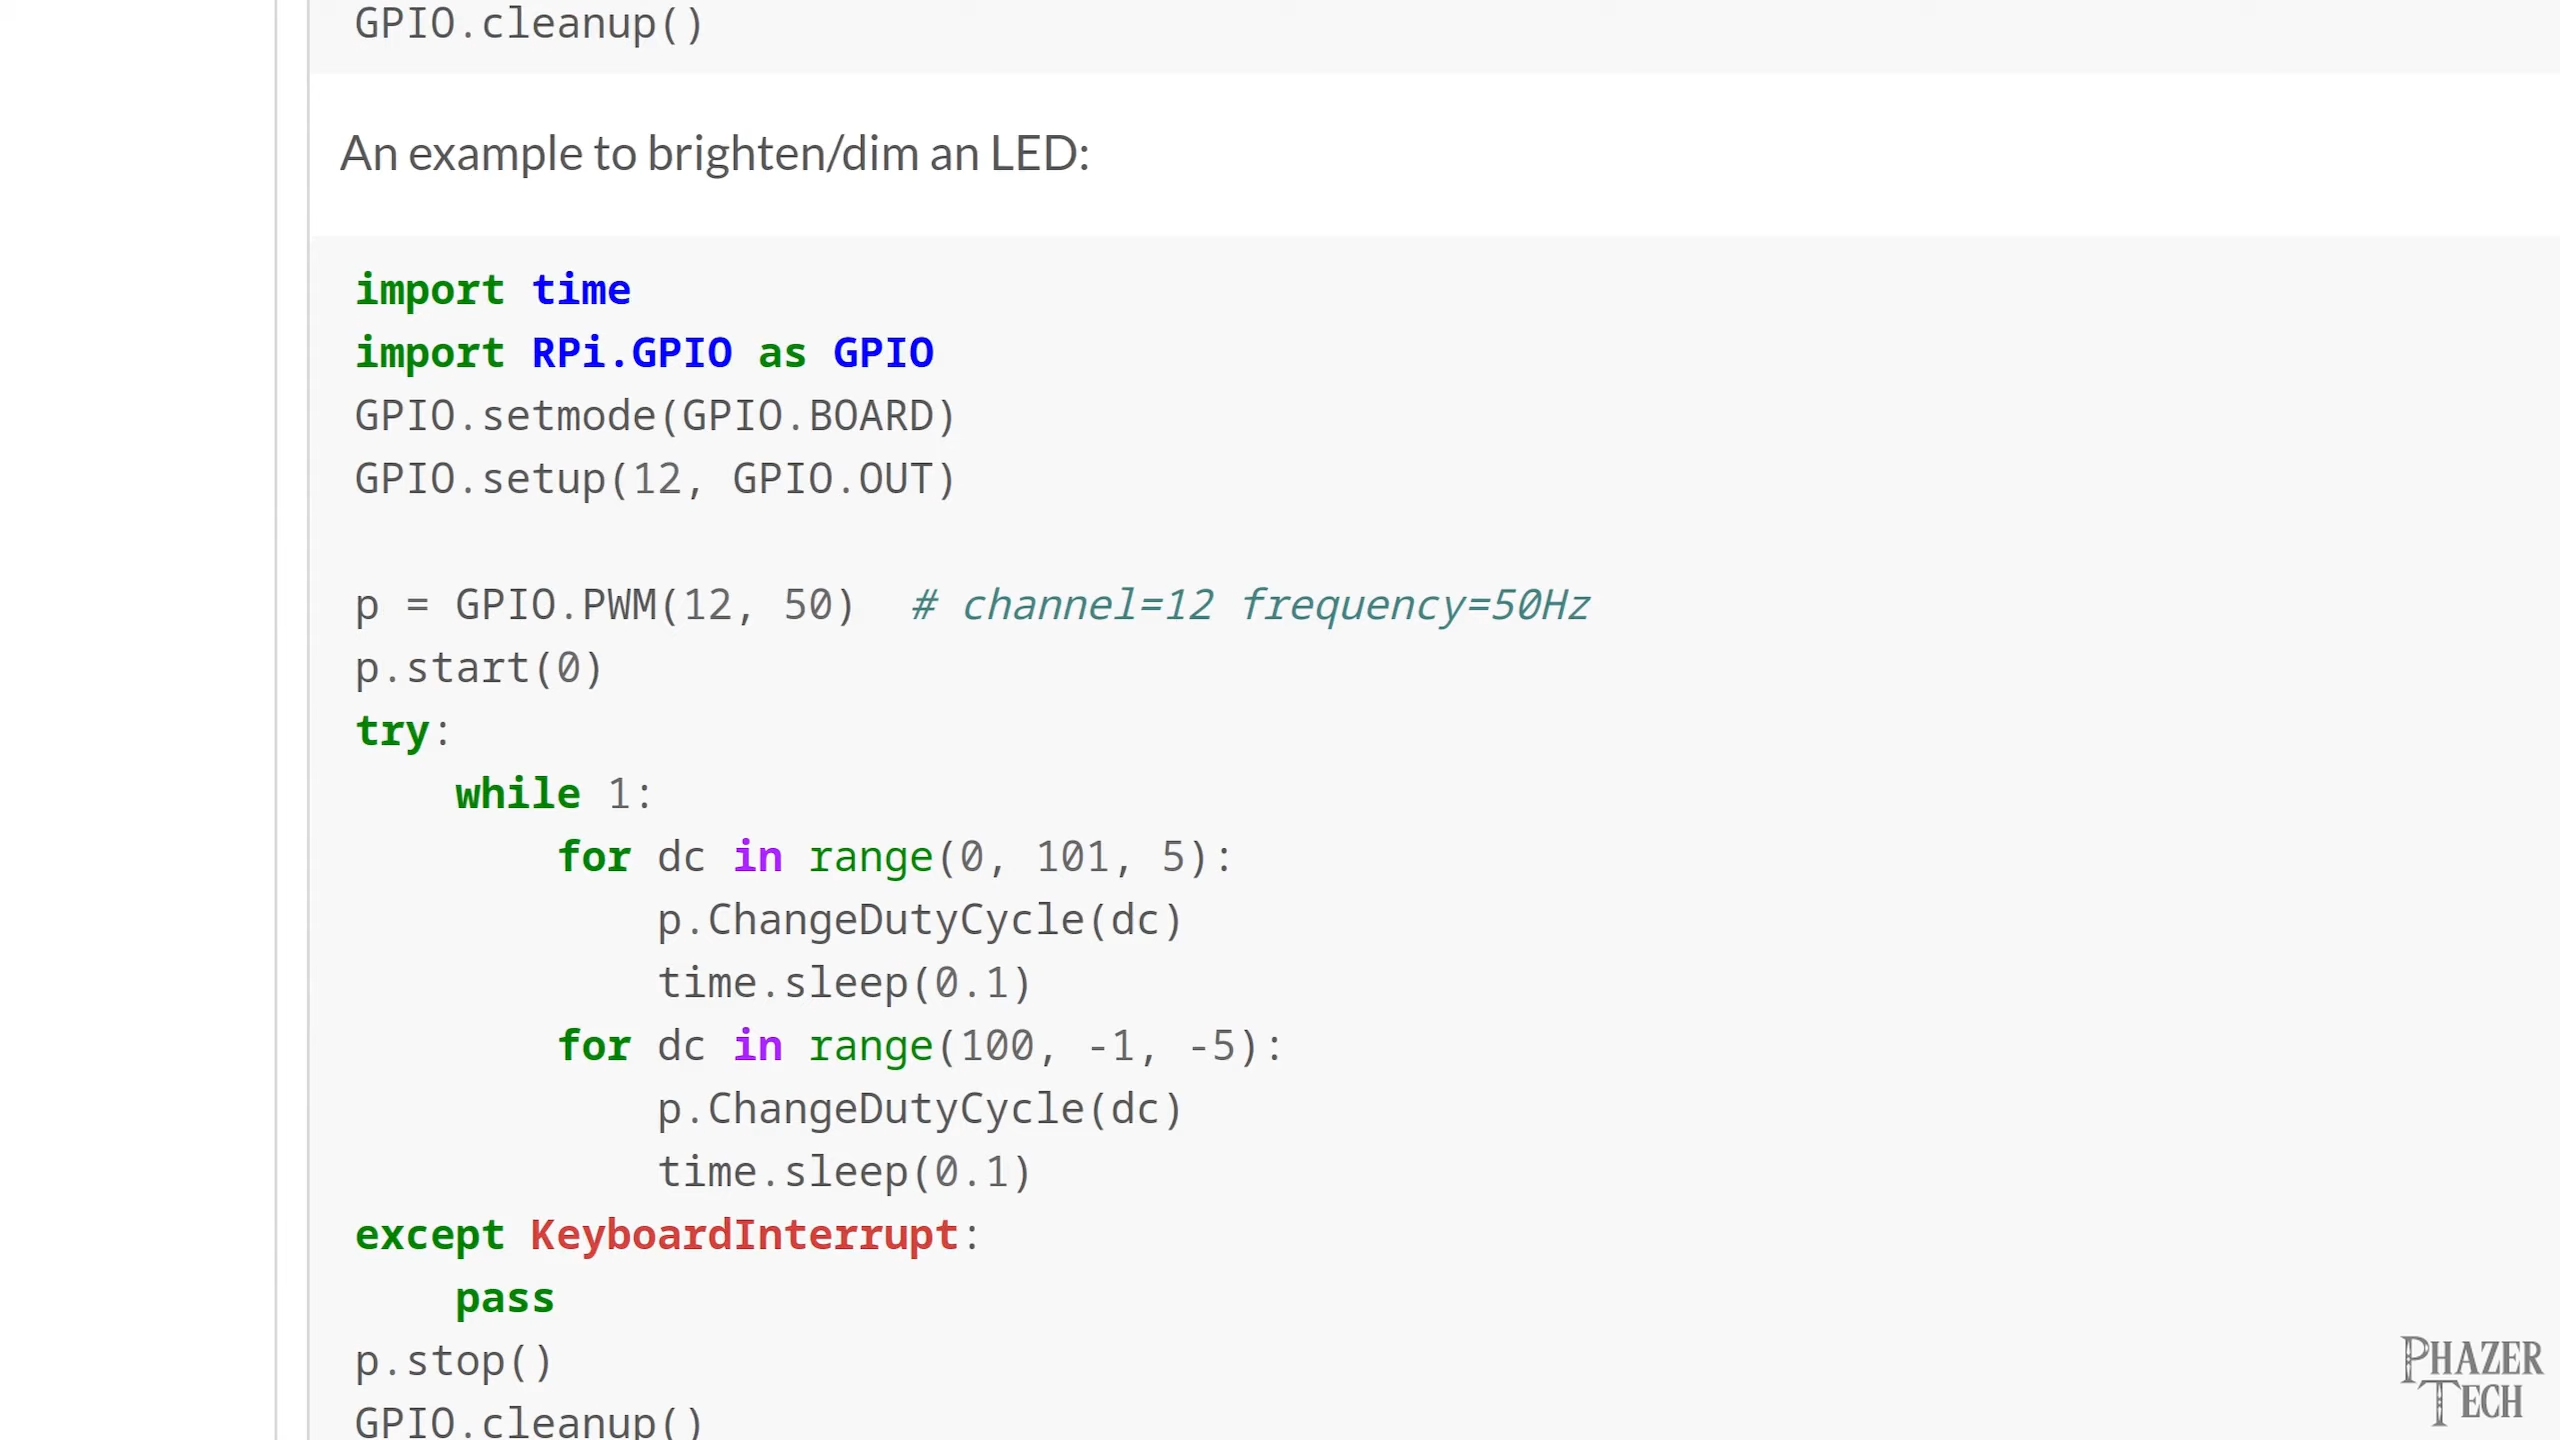 GPIO.cleanup()
An example to brighten/dim an LED:
import time
import RPi.GPIO as GPIO
GPIO.setmode(GPIO.BOARD)
GPIO.setup(12, GPIO.OUT)
p = GPIO.PWM(12, 50)  # channel=12 frequency=50Hz
p.start(0)
try:
    while 1:
        for dc in range(0, 101, 5):
            p.ChangeDutyCycle(dc)
            time.sleep(0.1)
        for dc in range(100, -1, -5):
            p.ChangeDutyCycle(dc)
            time.sleep(0.1)
except KeyboardInterrupt:
    pass
p.stop()
GPIO.cleanup()
PHAZER
TECH